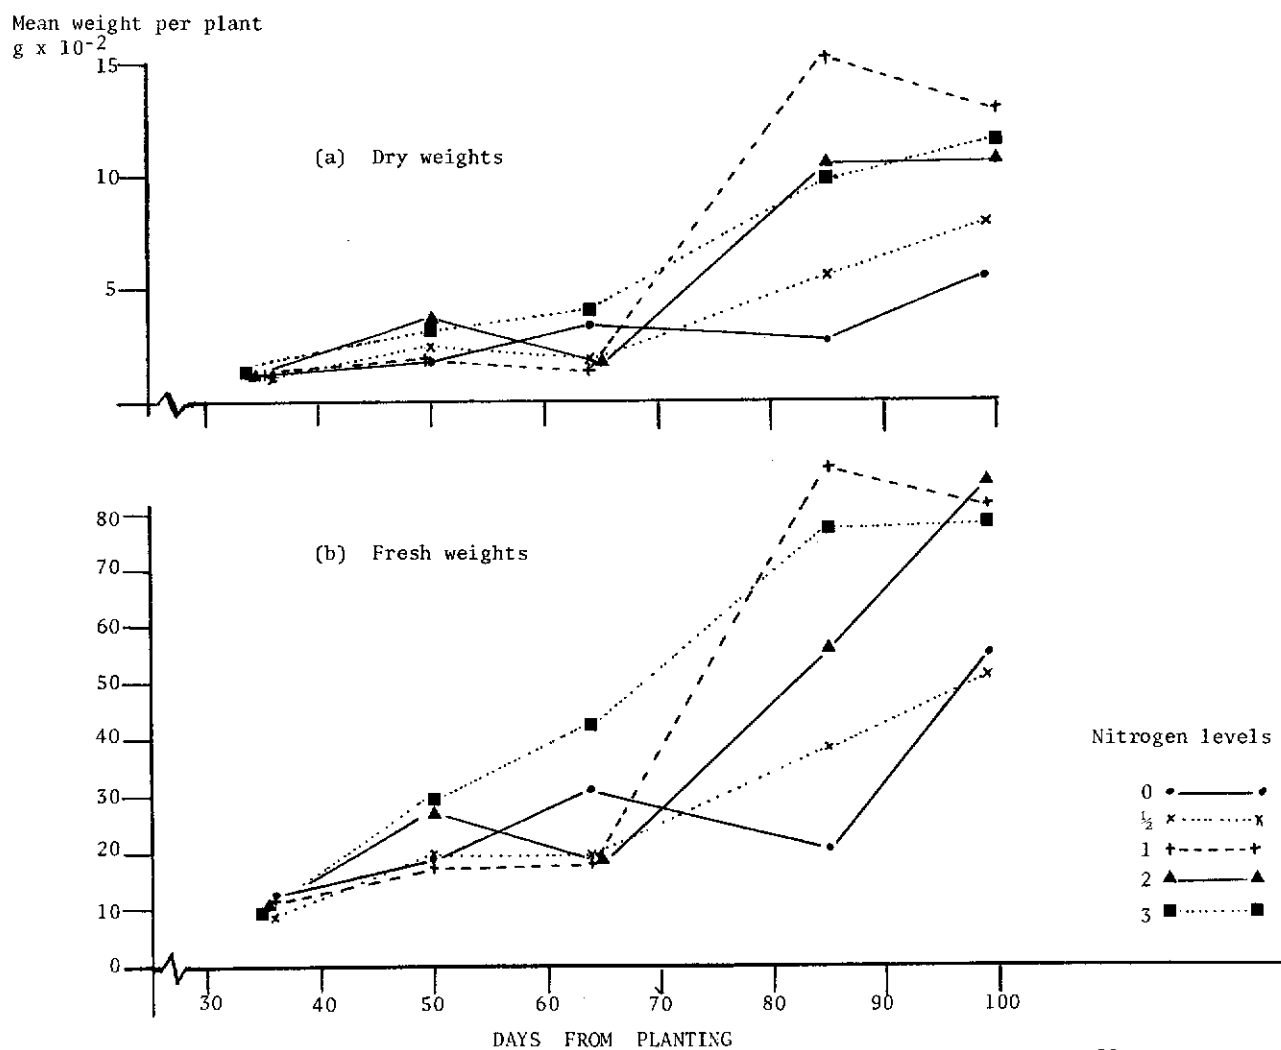 Mean weight per plant
g x 10⁻²
15
(a) Dry weights
10
5
80
70
(b) Fresh weights
60
50
40
Nitrogen levels
30
0
20
½
1
2
10
3
0
30 40 50 60 70 80 90 100
DAYS FROM PLANTING